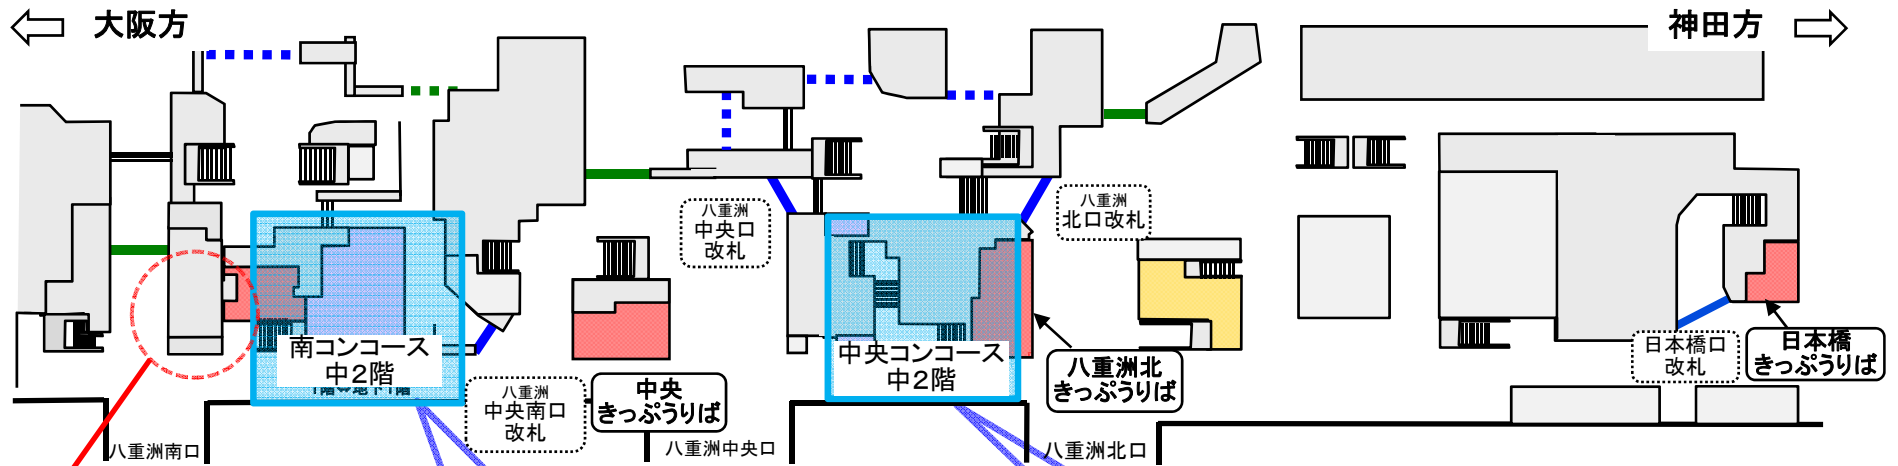 大阪方
神田方
八重洲
中央口
改札
八重洲
北口改札
南コンコース
中2階
中央コンコース
中2階
八重洲北
きっぷうりば
日本橋口
改札
日本橋
きっぷうりば
八重洲
中央南口
改札
中央
きっぷうりば
八重洲南口
八重洲中央口
八重洲北口